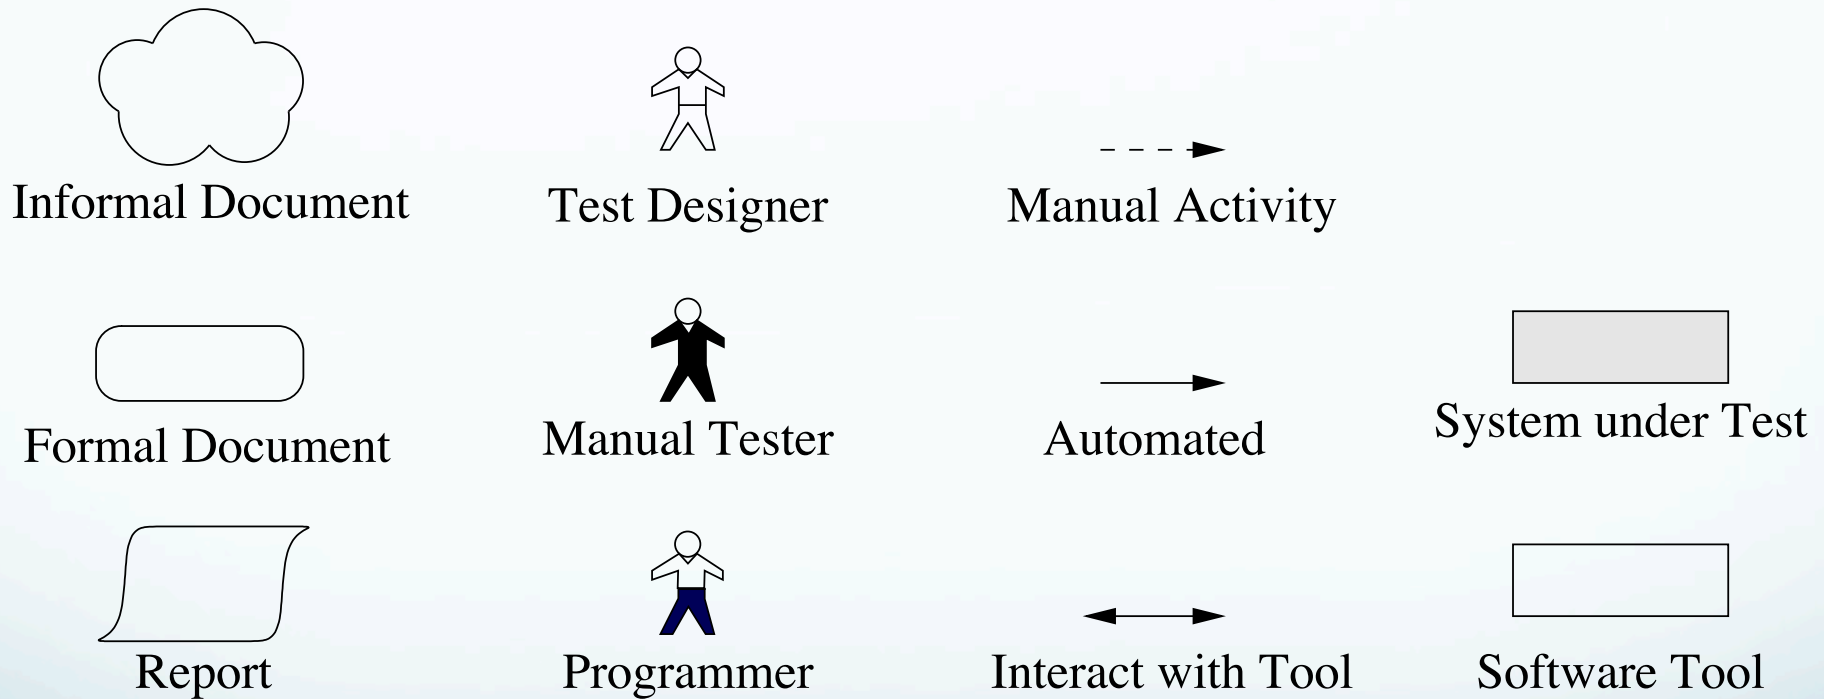 Informal Document
Test Designer
Manual Activity
Formal Document
Manual Tester
Automated
System under Test
Report
Programmer
Interact with Tool
Software Tool